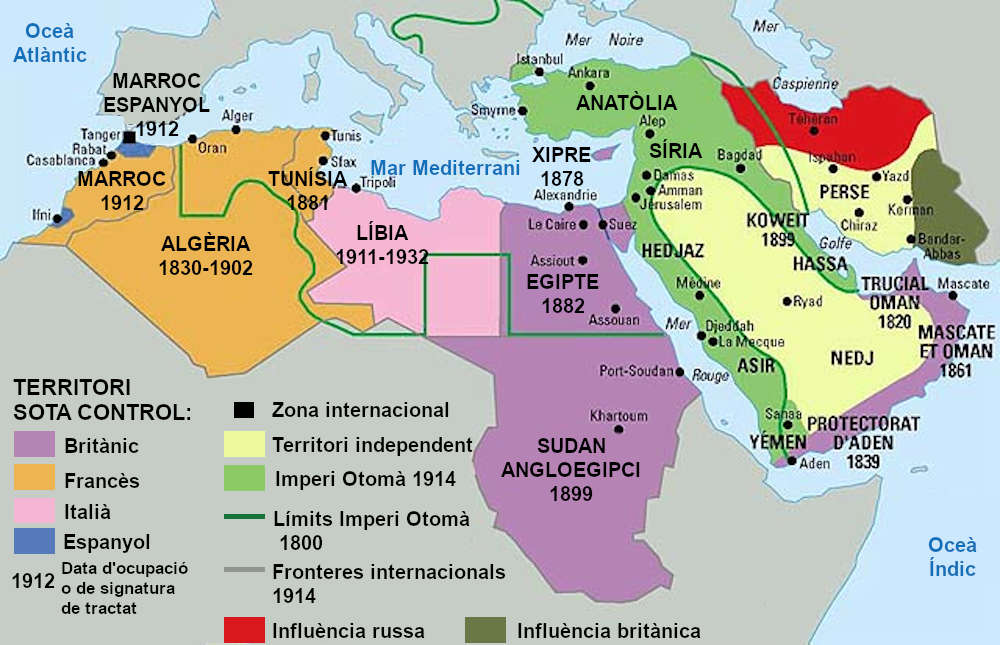 Oceà
Atlàntic
Mer Noire
Mer
Caspienne
Istanbul
Ankara
ANATÒLIA
Smyrne
MARROC
ESPANYOL
1912
Alger
Tanger
Oran
Rabat
Casablanca
Tunis
Sfax
MARROC
1912
Ifni
TUNÍSIA
1881
Tripoli
Mar Mediterrani
XIPRE
1878
Alep
SÍRIA
Bagdad
Damas
Amman
Jerusalem
Téhéran
Ispahan
Yazd
PERSE
Kerman
Chiraz
Bandar-
Abbas
KOWEIT
1899
Golfe
HASSA
Alexandrie
Le Caire
Suez
HEDJAZ
ALGÈRIA
1830-1902
LÍBIA
1911-1932
Assiout
EGIPTE
1882
Assouan
Médine
Mer
Rouge
Djeddah
La Mecque
ASIR
Ryad
NEDJ
TRUCIAL
OMAN
1820
Mascate
MASCATE
ET OMAN
1861
Port-Soudan
Khartoum
SUDAN
ANGLOEGIPCI
1899
Sanaa
YÉMEN
Aden
PROTECTORAT
D'ADEN
1839
Oceà
Índic
TERRITORI
SOTA CONTROL:
Britànic
Francès
Italià
Espanyol
1912 Data d'ocupació
o de signatura
de tractat
Zona internacional
Territori independent
Imperi Otomà 1914
Límits Imperi Otomà
1800
Fronteres internacionals
1914
Influència russa
Influència britànica